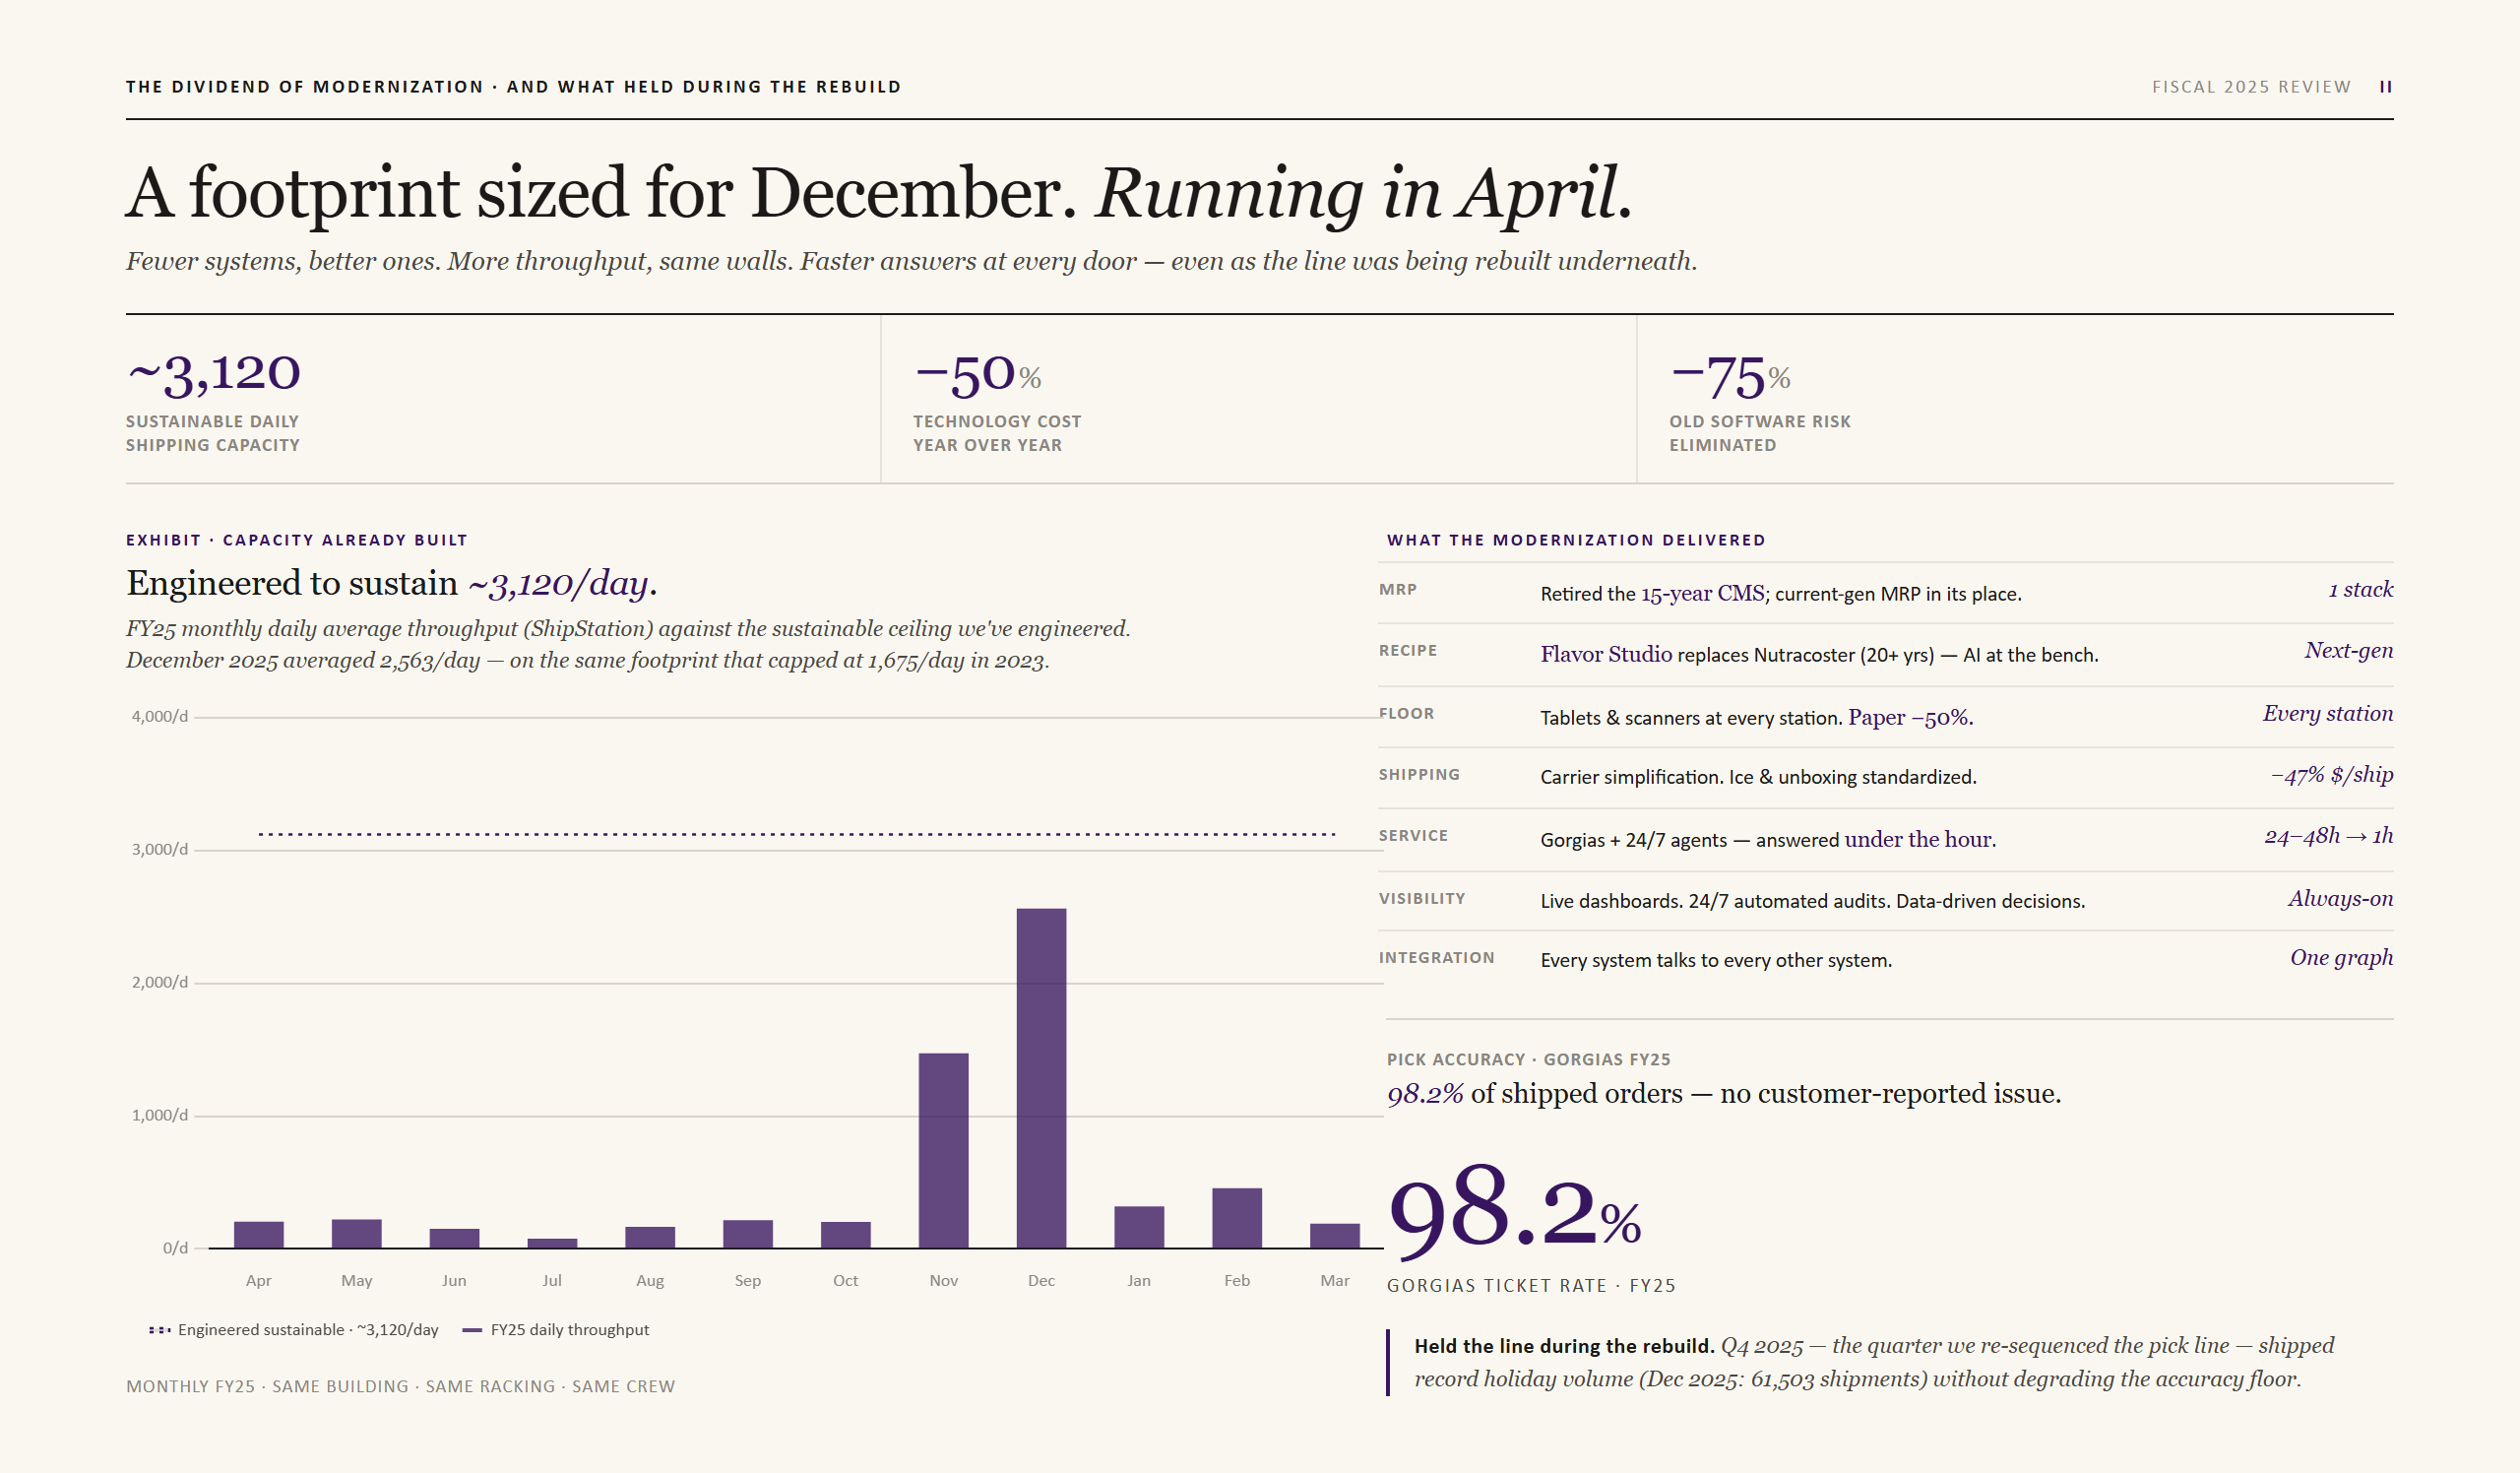 THE DIVIDEND OF MODERNIZATION · AND WHAT HELD DURING THE REBUILD
FISCAL 2025 REVIEW II
A footprint sized for December. Running in April.
Fewer systems, better ones. More throughput, same walls. Faster answers at every door — even as the line was being rebuilt underneath.
~3,120
SUSTAINABLE DAILY
SHIPPING CAPACITY
−50%
TECHNOLOGY COST
YEAR OVER YEAR
−75%
OLD SOFTWARE RISK
ELIMINATED
EXHIBIT · CAPACITY ALREADY BUILT
Engineered to sustain ~3,120/day.
FY25 monthly daily average throughput (ShipStation) against the sustainable ceiling we've engineered.
December 2025 averaged 2,563/day — on the same footprint that capped at 1,675/day in 2023.
4,000/d
3,000/d
2,000/d
1,000/d
0/d
Apr May Jun Jul Aug Sep Oct Nov Dec Jan Feb Mar
Engineered sustainable · ~3,120/day FY25 daily throughput
MONTHLY FY25 · SAME BUILDING · SAME RACKING · SAME CREW
WHAT THE MODERNIZATION DELIVERED
MRP Retired the 15-year CMS; current-gen MRP in its place. 1 stack
RECIPE Flavor Studio replaces Nutracoster (20+ yrs) — AI at the bench. Next-gen
FLOOR Tablets & scanners at every station. Paper −50%. Every station
SHIPPING Carrier simplification. Ice & unboxing standardized. −47% $/ship
SERVICE Gorgias + 24/7 agents — answered under the hour. 24–48h → 1h
VISIBILITY Live dashboards. 24/7 automated audits. Data-driven decisions. Always-on
INTEGRATION Every system talks to every other system. One graph
PICK ACCURACY · GORGIAS FY25
98.2% of shipped orders — no customer-reported issue.
98.2%
GORGIAS TICKET RATE · FY25
Held the line during the rebuild. Q4 2025 — the quarter we re-sequenced the pick line — shipped
record holiday volume (Dec 2025: 61,503 shipments) without degrading the accuracy floor.